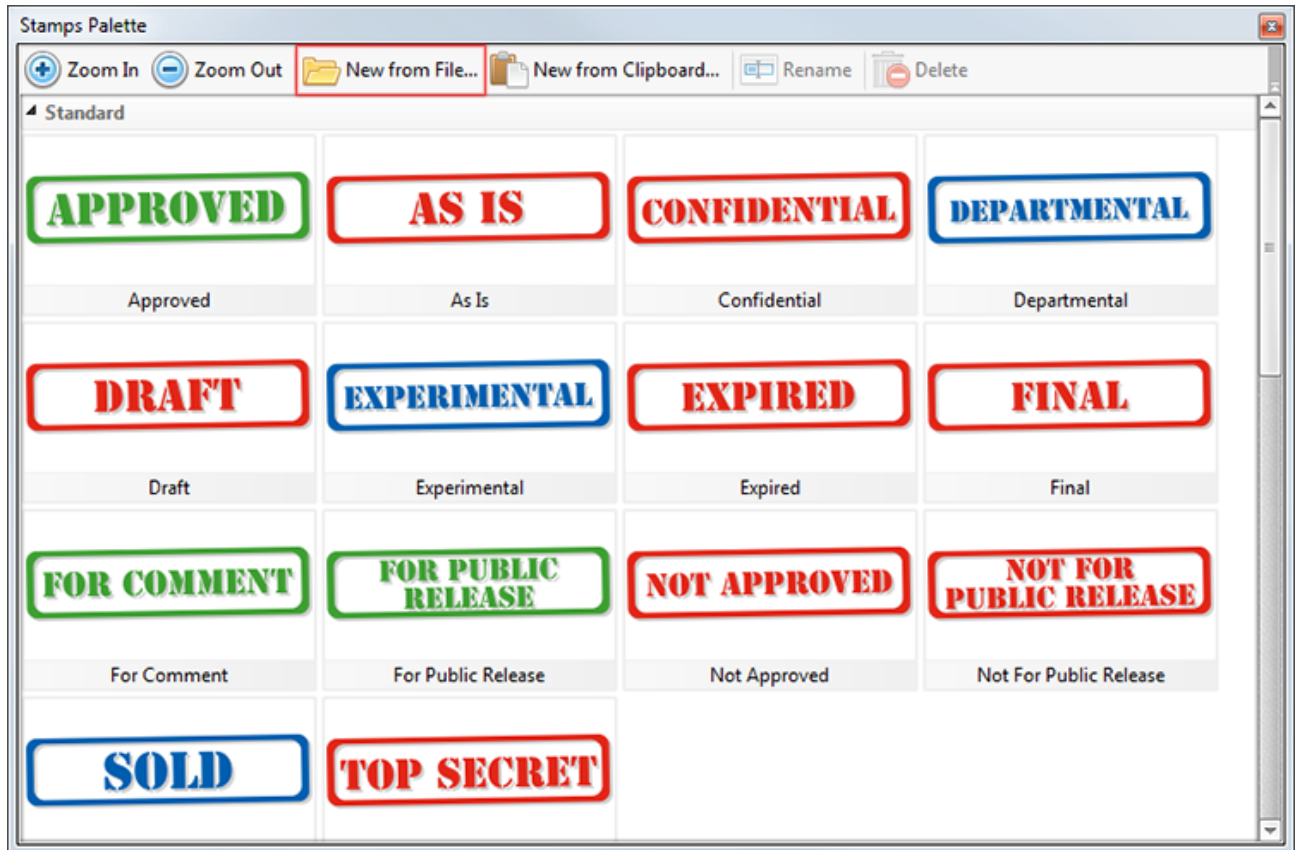 Stamps Palette
Zoom In Zoom Out New from File... New from Clipboard... Rename Delete
Standard
APPROVED AS IS CONFIDENTIAL DEPARTMENTAL
Approved As Is Confidential Departmental
DRAFT EXPERIMENTAL EXPIRED FINAL
Draft Experimental Expired Final
FOR COMMENT FOR PUBLIC RELEASE NOT APPROVED NOT FOR PUBLIC RELEASE
For Comment For Public Release Not Approved Not For Public Release
SOLD TOP SECRET